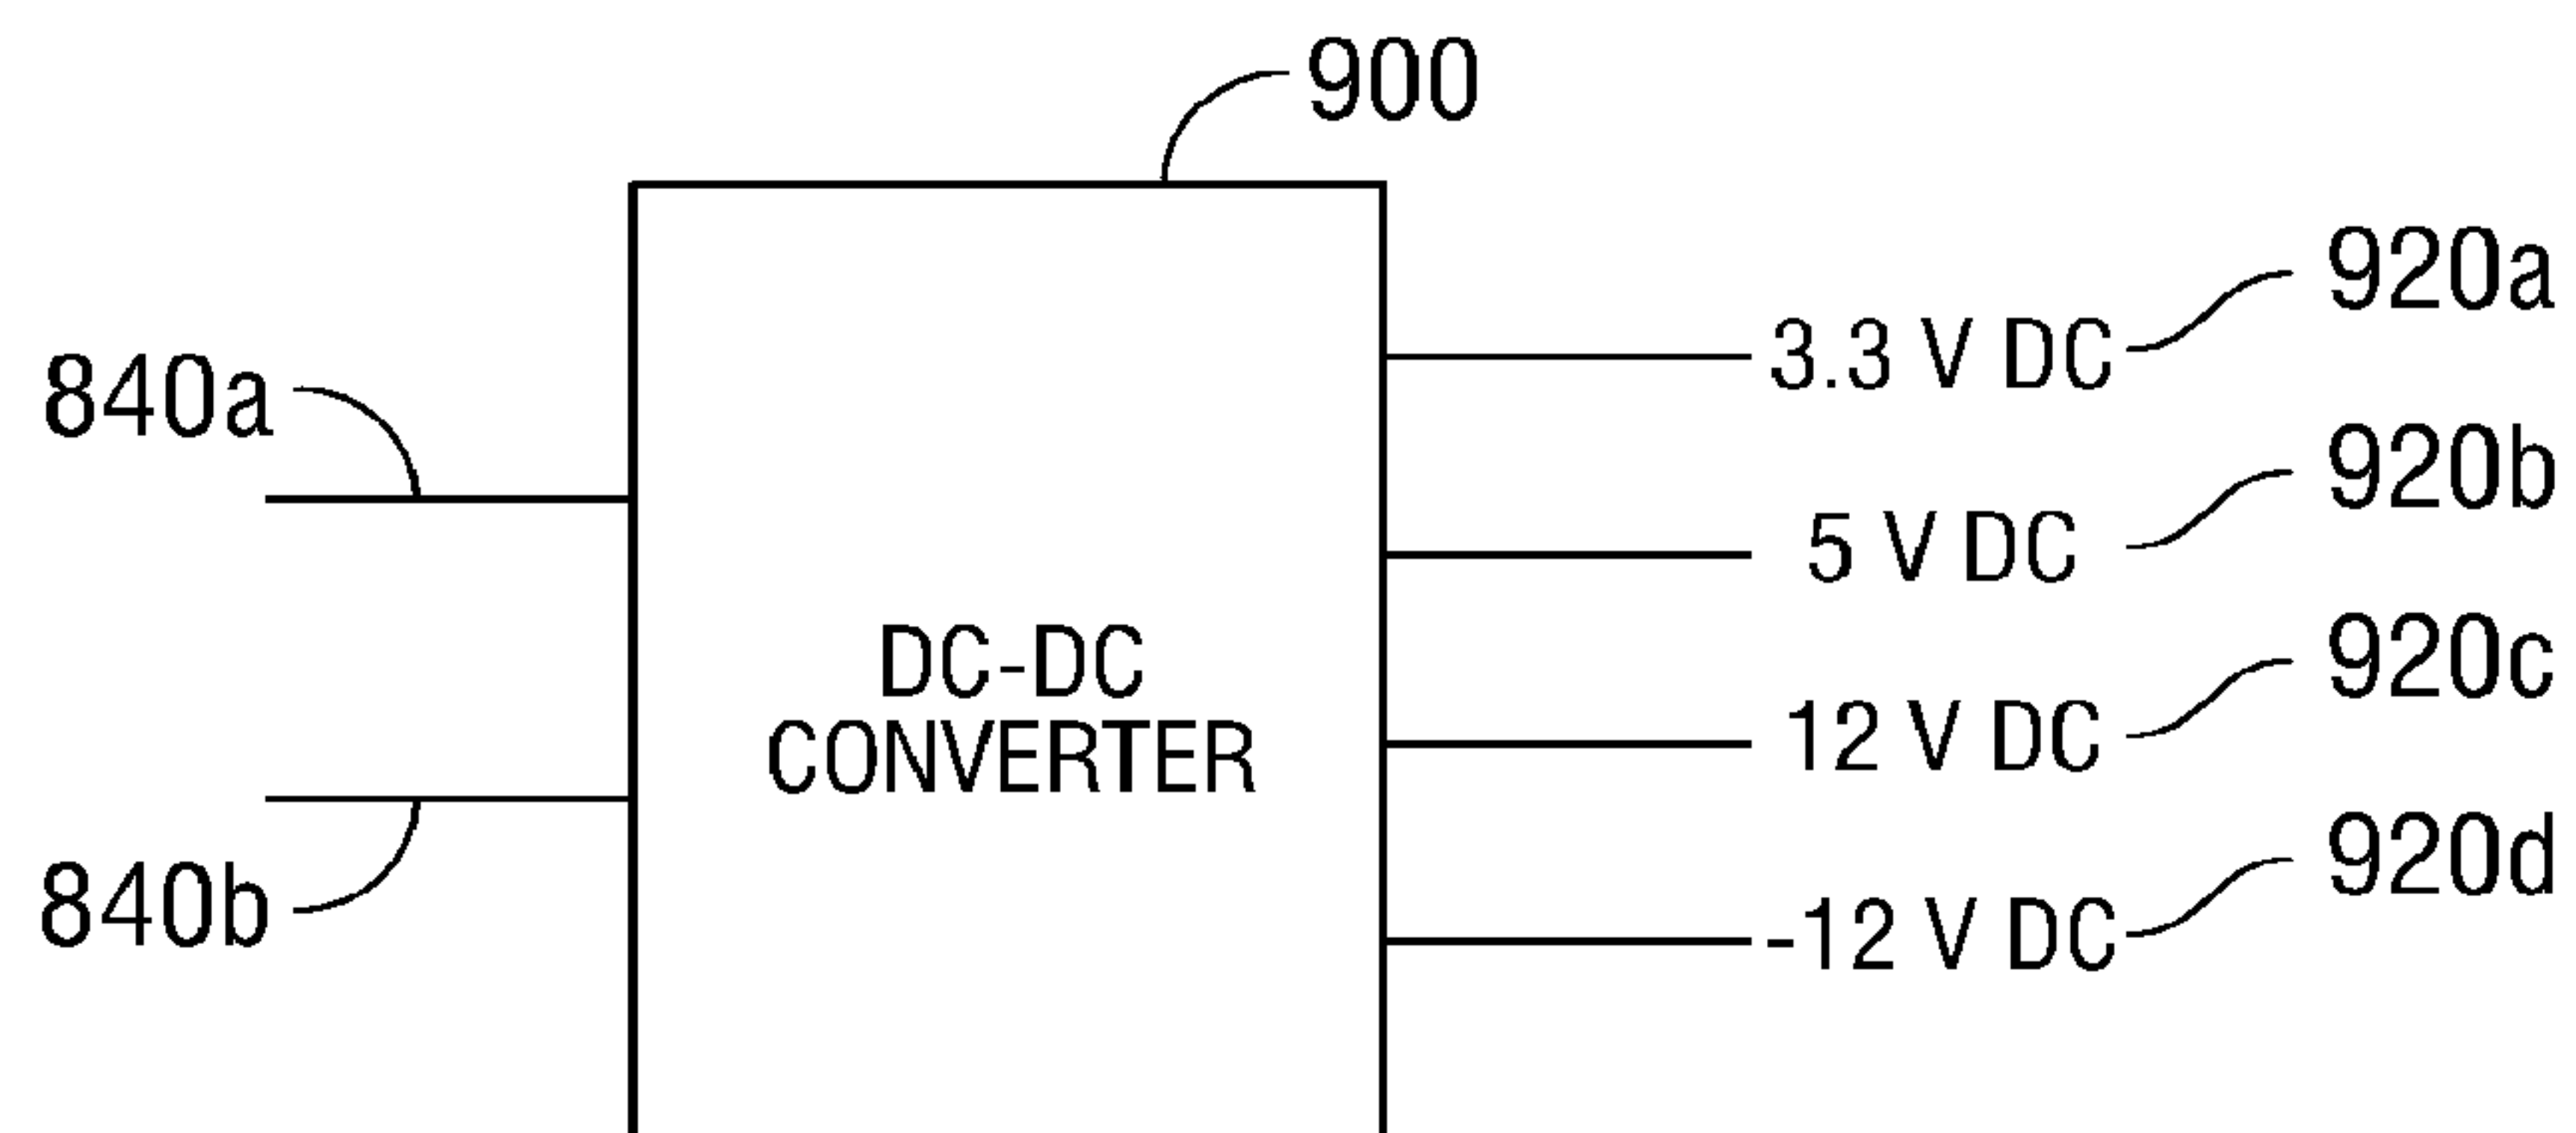 900
920a
3.3 V DC
840a
920b
5 V DC
920c
DC-DC
CONVERTER
12 V DC
840b
920d
-12 V DC